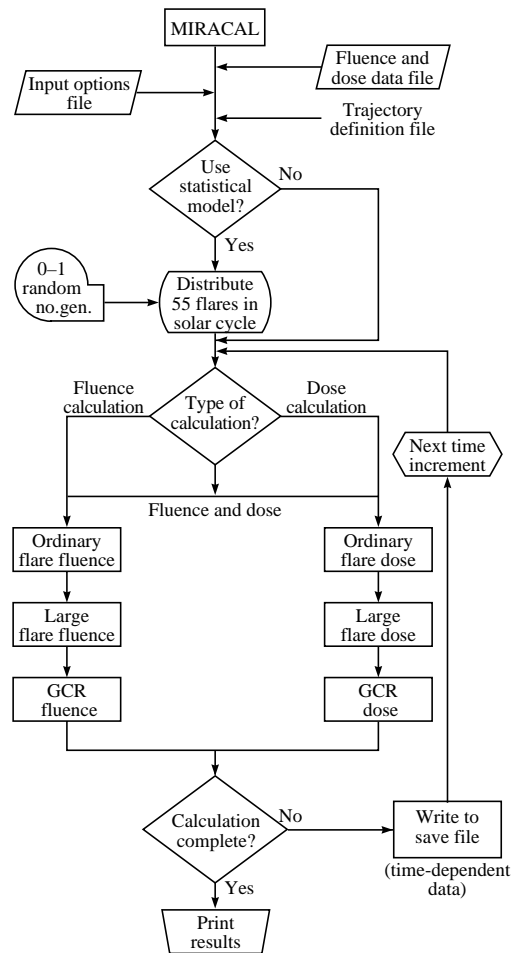 MIRACAL
Fluence and
dose data file
Input options
file
Trajectory
definition file
Use
statistical
model?
No
Yes
0–1
random
no.gen.
Distribute
55 flares in
solar cycle
Fluence
calculation
Type of
calculation?
Dose
calculation
Next time
increment
Fluence and dose
Ordinary
flare fluence
Ordinary
flare dose
Large
flare fluence
Large
flare dose
GCR
fluence
GCR
dose
Calculation
complete?
No
Write to
save file
(time-dependent
data)
Yes
Print
results